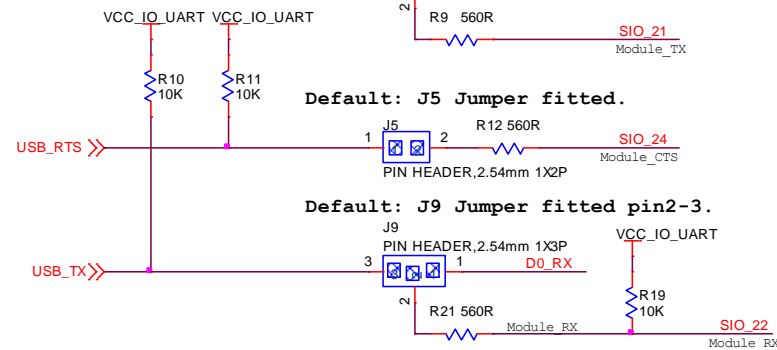 VCC_IO_UART VCC_IO_UART
2
R9 560R
SIO_21
Module_TX
R10
10K
R11
10K
Default: J5 Jumper fitted.
J5
R12 560R
USB_RTS
1
2
SIO_24
Module_CTS
PIN HEADER,2.54mm 1X2P
Default: J9 Jumper fitted pin2-3.
J9
VCC_IO_UART
PIN HEADER,2.54mm 1X3P
USB_TX
3
1
D0_RX
2
R19
10K
R21 560R
Module_RX
SIO_22
Module_RX